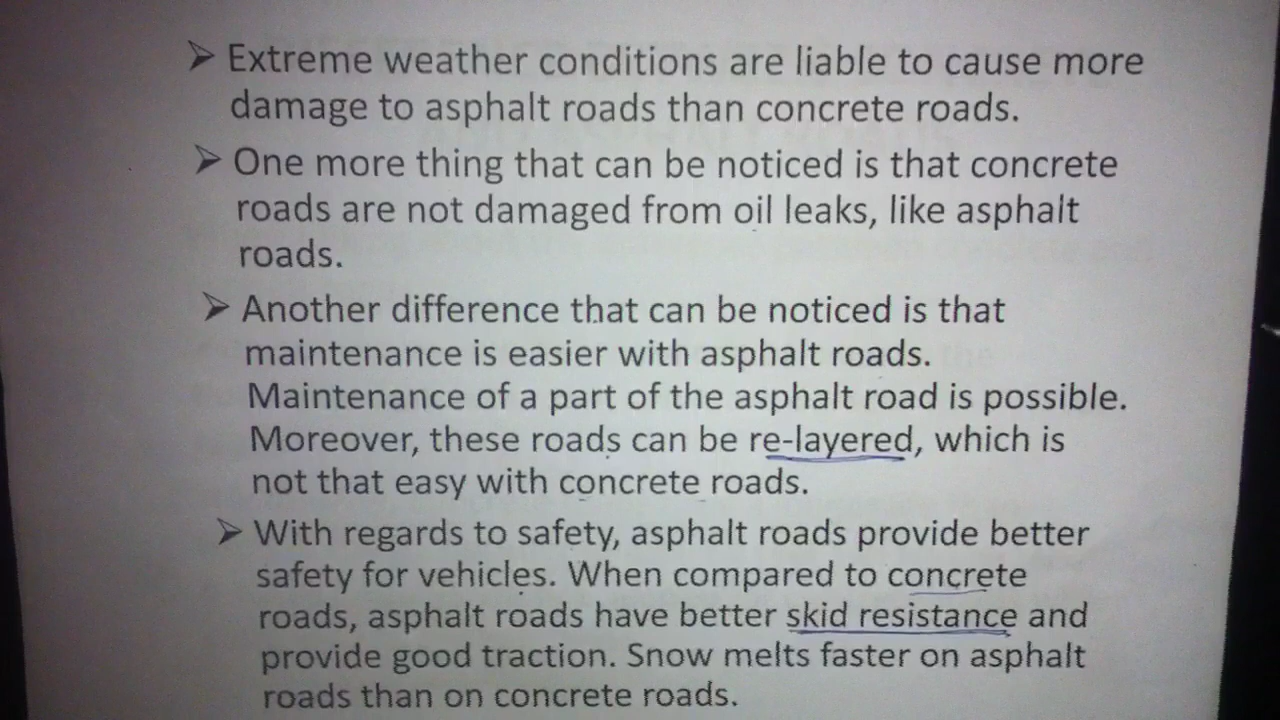 ➢ Extreme weather conditions are liable to cause more
damage to asphalt roads than concrete roads.
➢ One more thing that can be noticed is that concrete
roads are not damaged from oil leaks, like asphalt
roads.
➢ Another difference that can be noticed is that
maintenance is easier with asphalt roads.
Maintenance of a part of the asphalt road is possible.
Moreover, these roads can be re-layered, which is
not that easy with concrete roads.
➢ With regards to safety, asphalt roads provide better
safety for vehicles. When compared to concrete
roads, asphalt roads have better skid resistance and
provide good traction. Snow melts faster on asphalt
roads than on concrete roads.